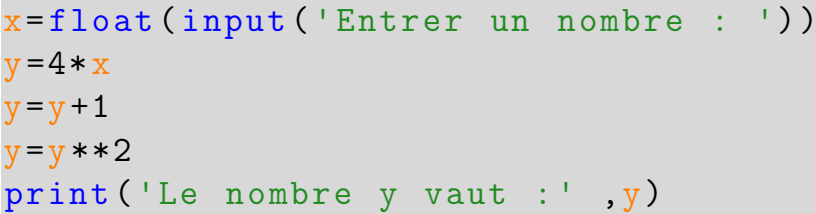 x=float(input('Entrer un nombre : '))
y=4*x
y=y+1
y=y**2
print('Le nombre y vaut :' ,y)